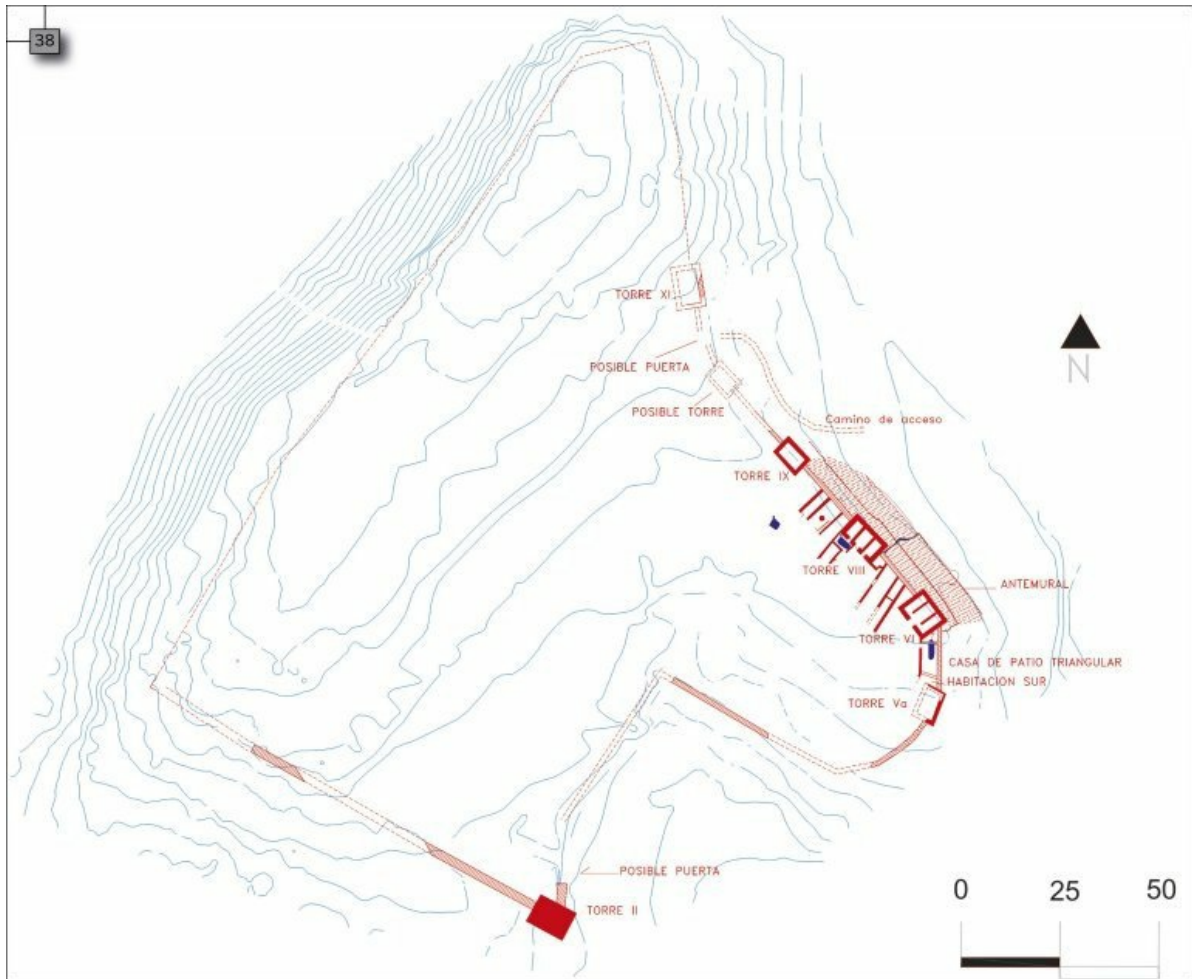 38
TORRE XI
POSIBLE PUERTA
N
POSIBLE TORRE
Camino de acceso
TORRE IX
TORRE VIII
ANTEMURAL
TORRE VI
CASA DE PATIO TRIANGULAR
HABITACION SUR
TORRE Va
POSIBLE PUERTA
TORRE II
0 25 50